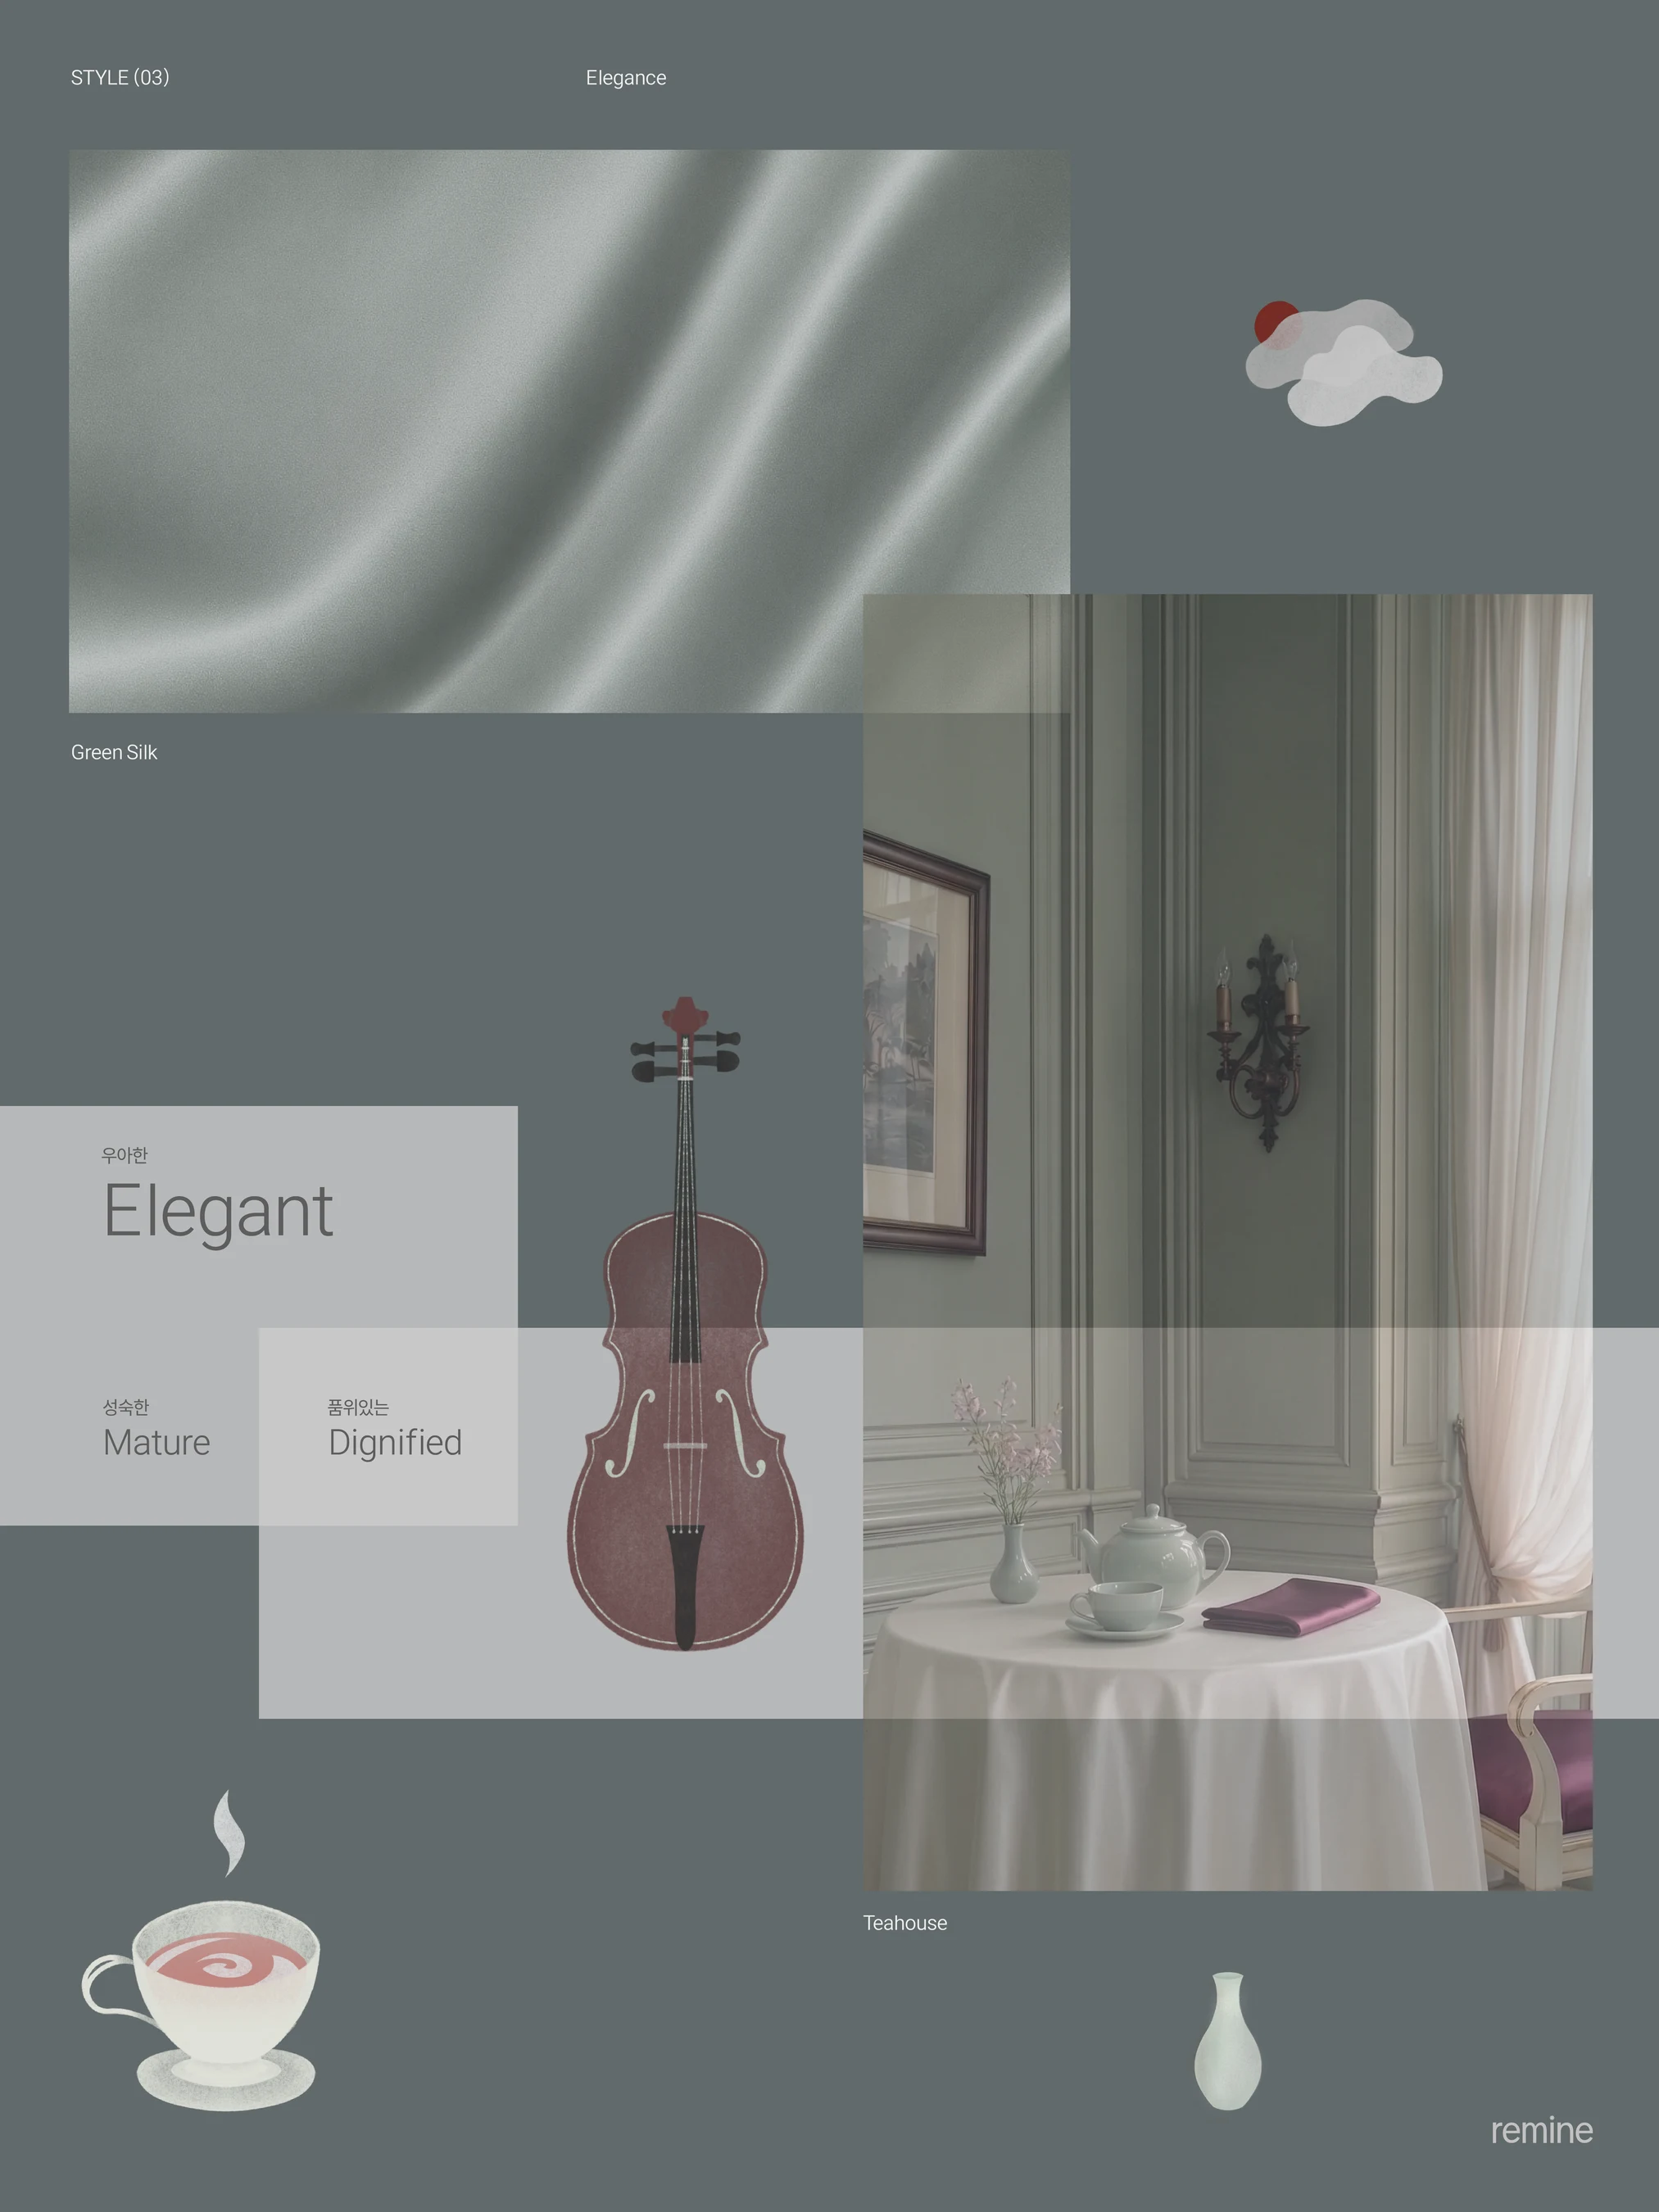 STYLE (03)
Elegance
Green Silk
우아한
Elegant
성숙한
Mature
품위있는
Dignified
Teahouse
remine